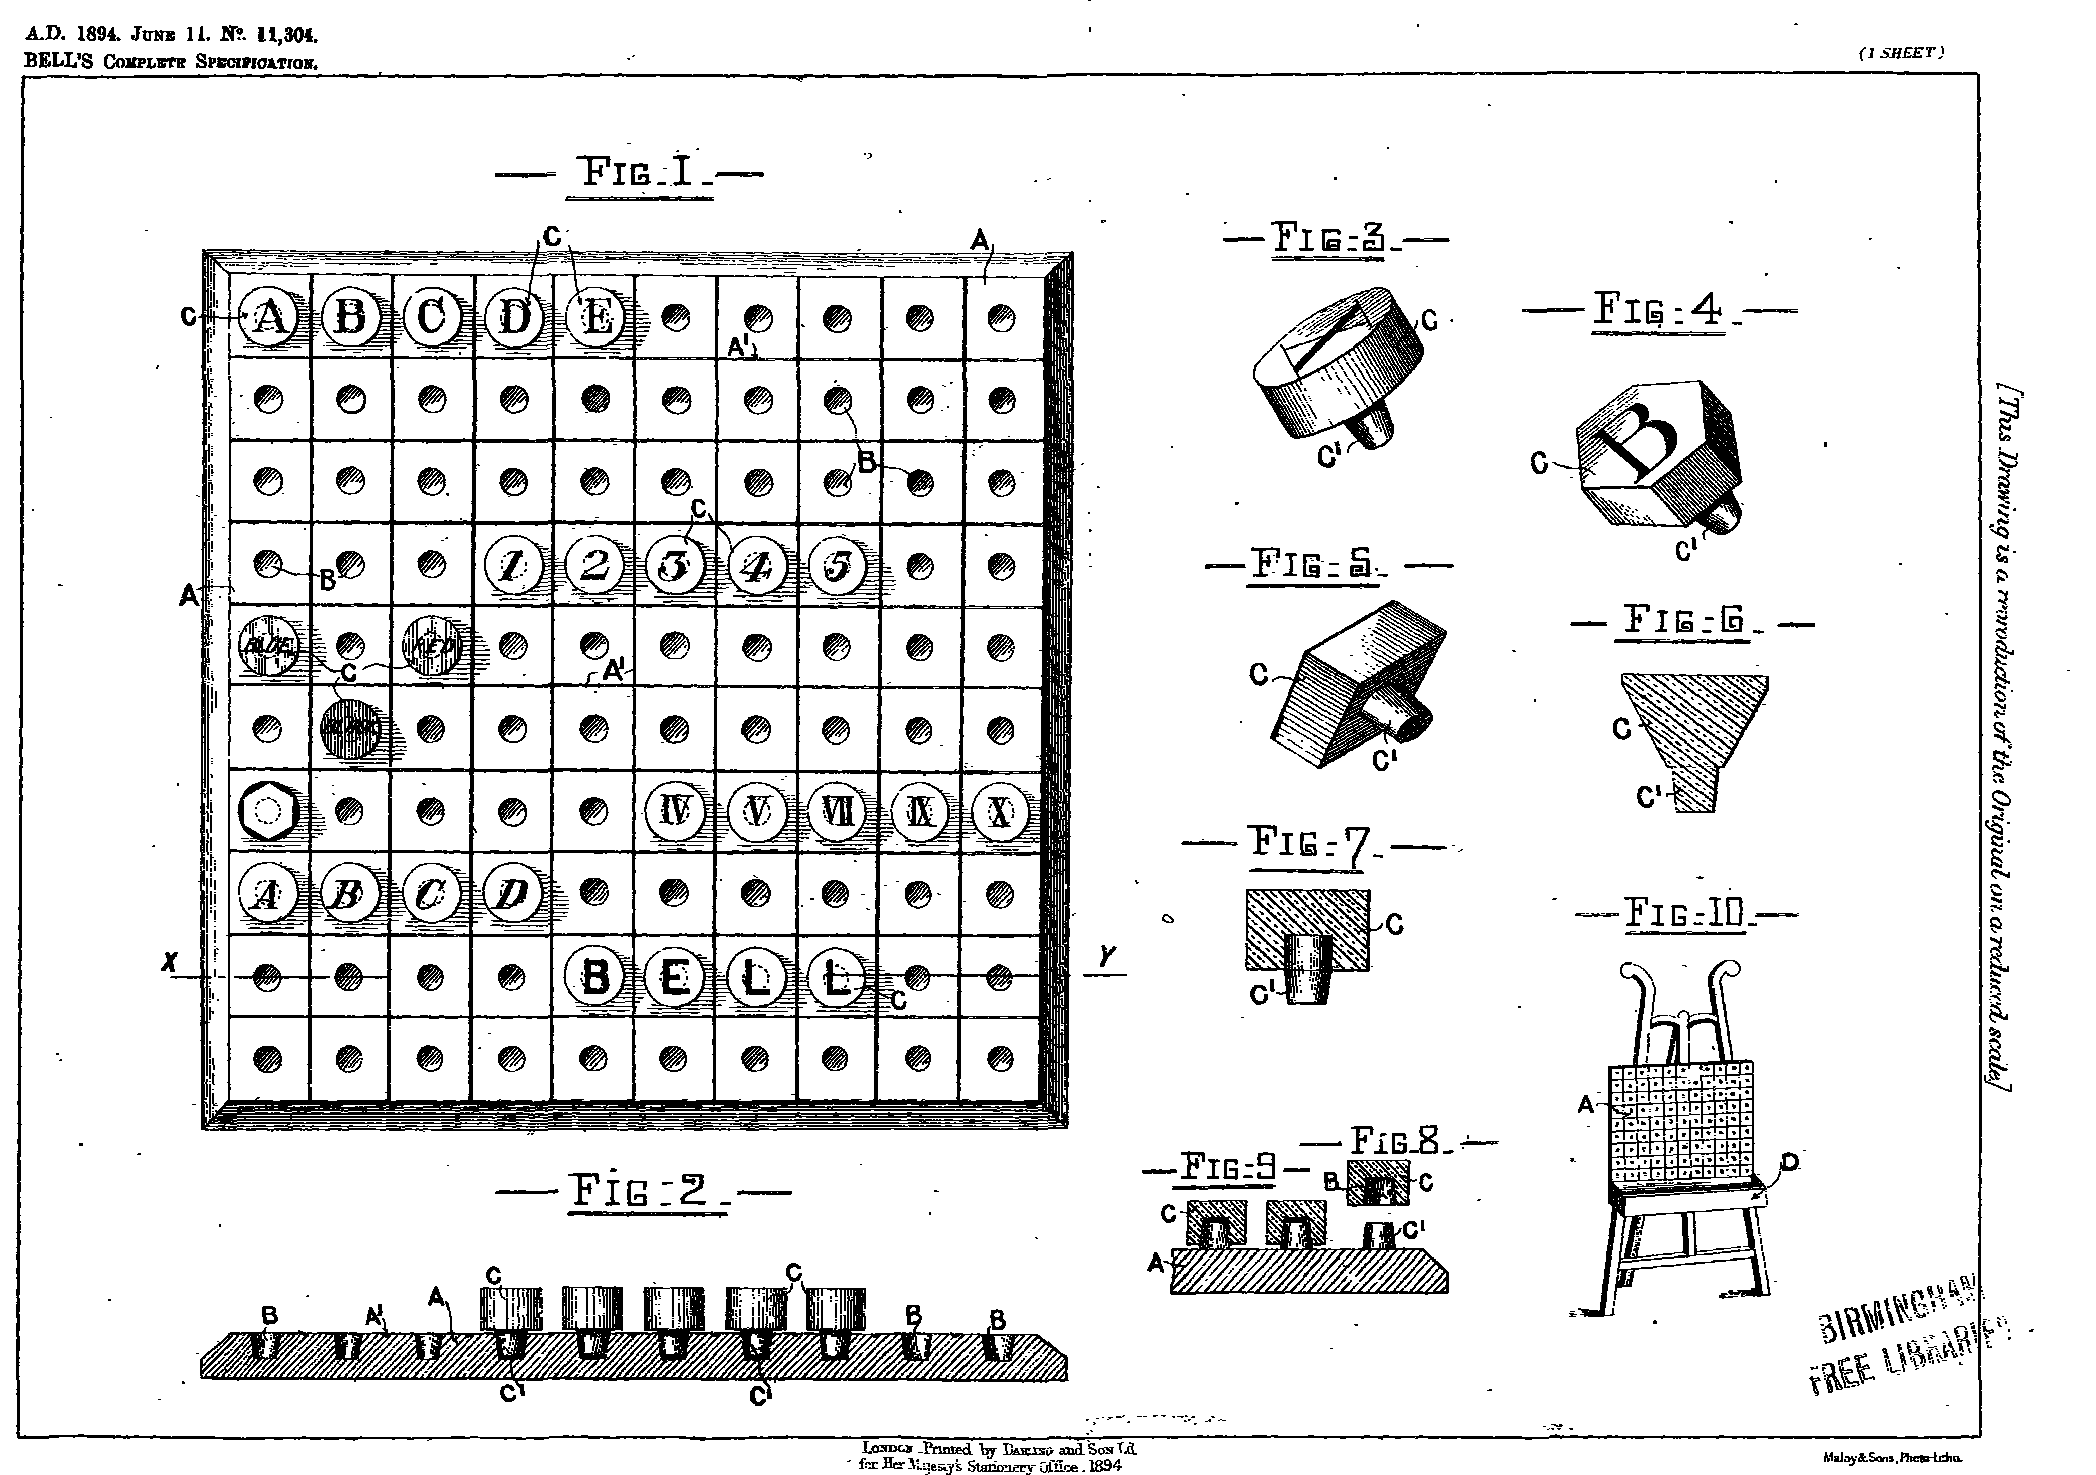 A.D. 1894. JUNE 11. No. 11,304.
BELL'S COMPLETE SPECIFICATION.
(1 SHEET)
FIG. 1.
C
A
C A B C D E
A'
B
C
B 1 2 3 4 5
A
BLUE RED
C A'
IV V VII IX X
A B C D
X Y
B E L L
C
FIG. 2.
C C
B A' A B B
C' C'
FIG. 3.
C
C'
FIG. 4.
B
C
C'
FIG. 5.
C
C'
FIG. 6.
C
C'
FIG. 7.
C
C'
FIG. 8.
B C
C'
FIG. 9
C
A
FIG. 10.
A
D
[This Drawing is a reproduction of the Original on a reduced scale]
BIRMINGHAM
FREE LIBRARIES
LONDON. Printed by DARLING and SON Ld.
for Her Majesty's Stationery Office. 1894
Malby & Sons, Photo-Litho.